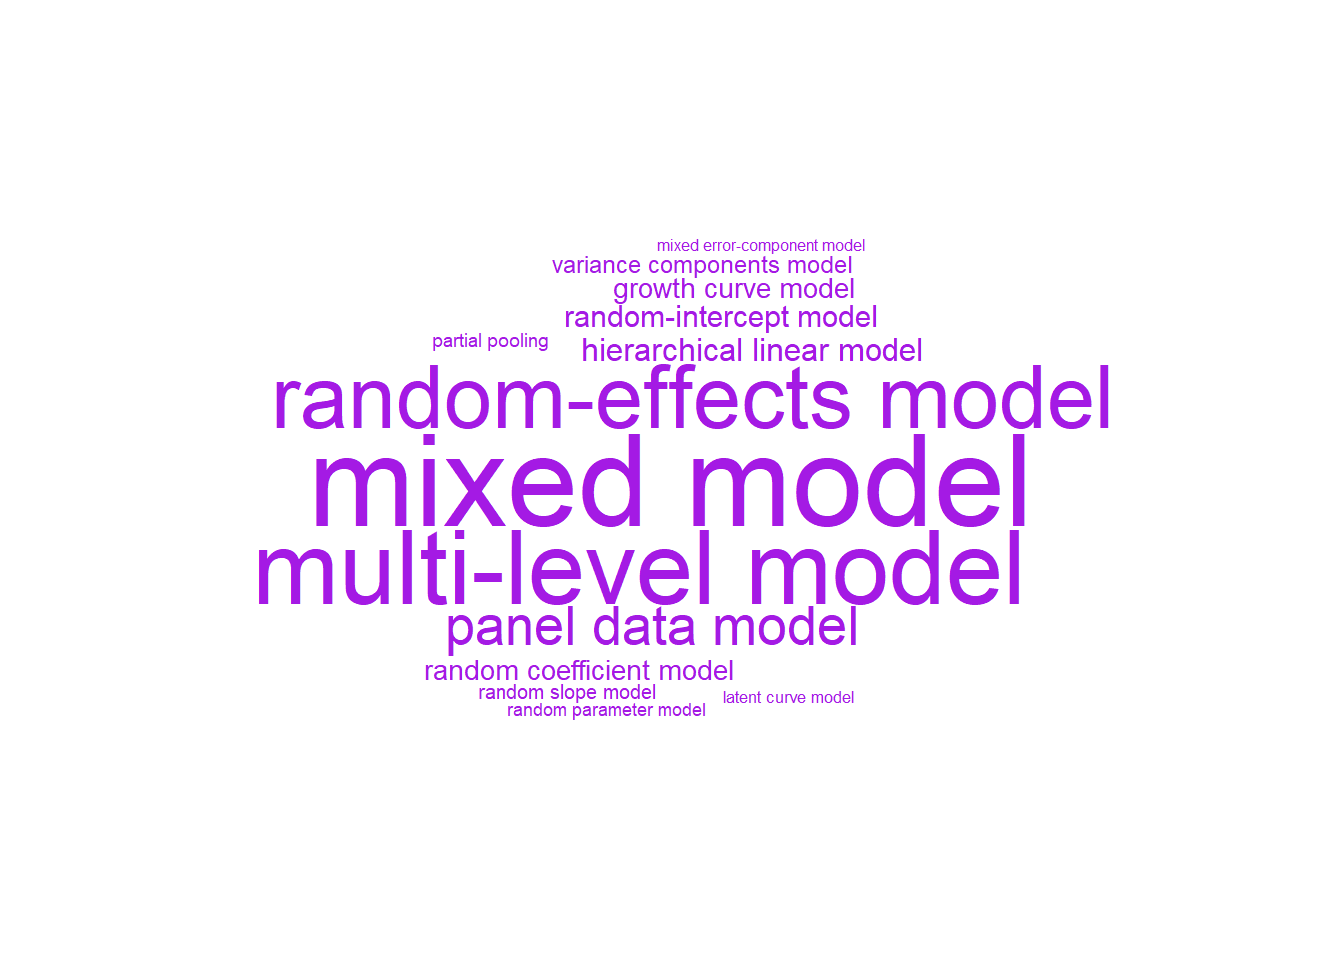 mixed error-component model
variance components model
growth curve model
random-intercept model
partial pooling
hierarchical linear model
random-effects model
mixed model
multi-level model
panel data model
random coefficient model
random slope model
latent curve model
random parameter model